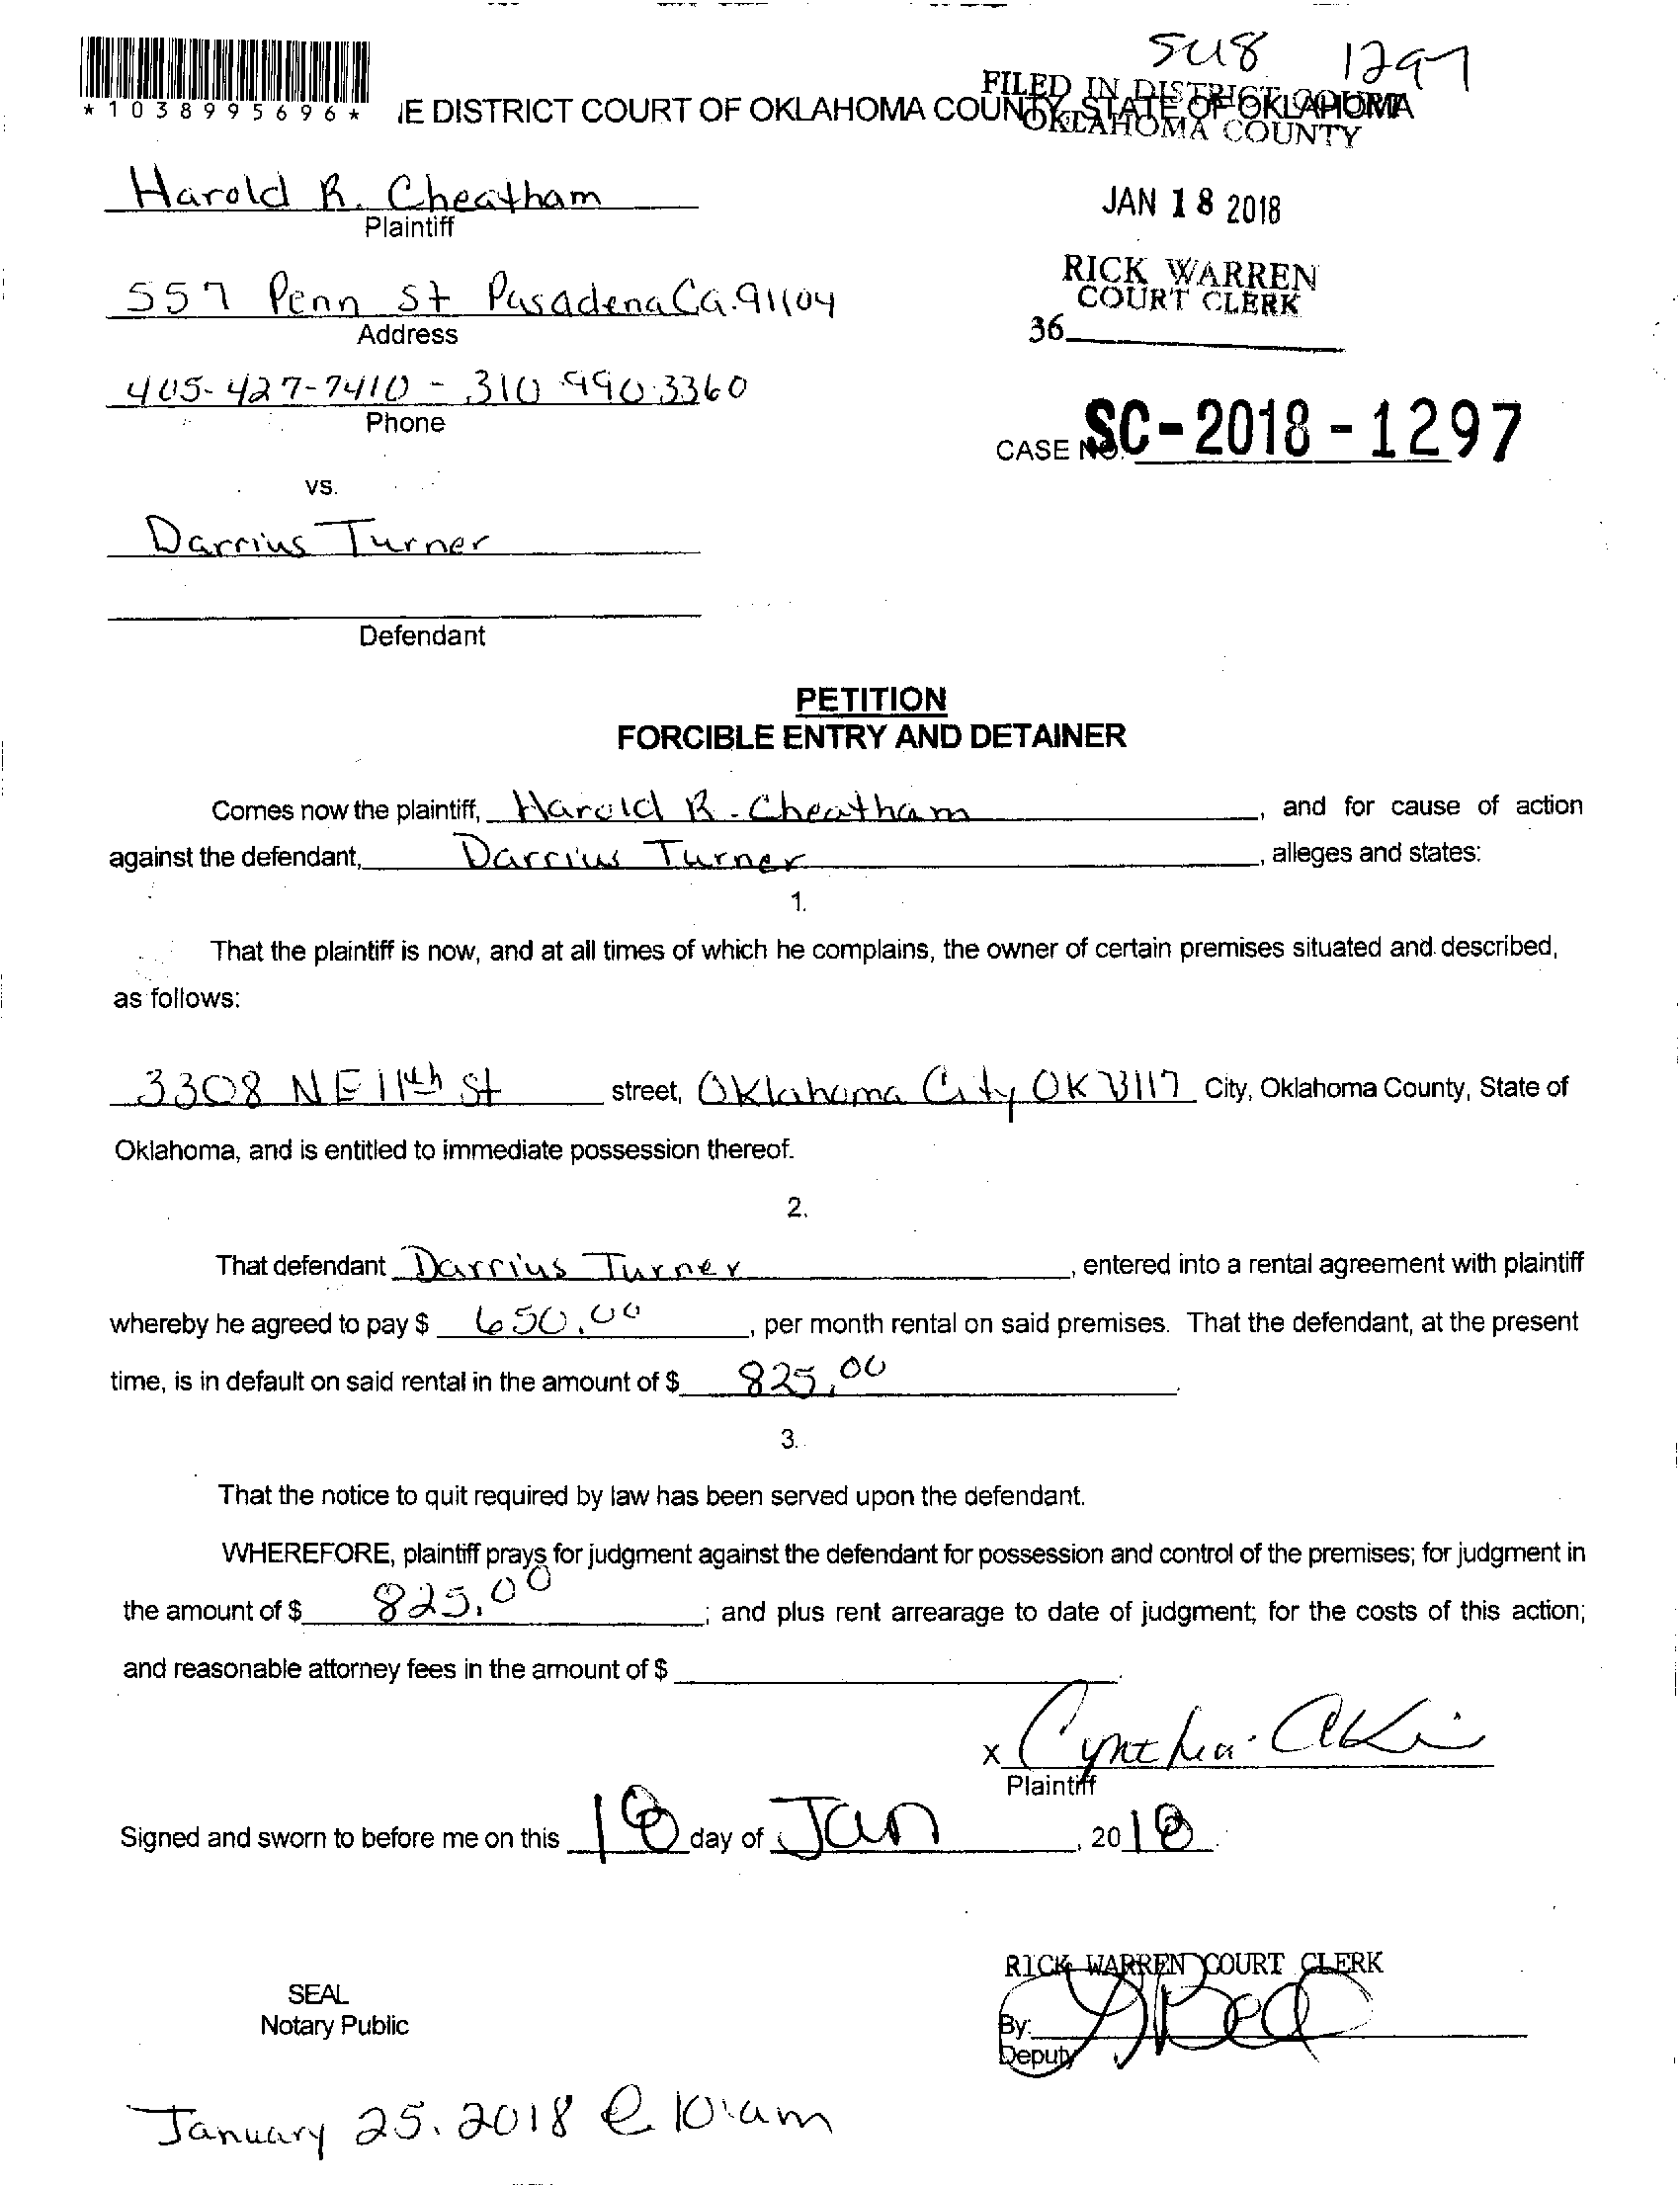 SC18 1297
*1038995696* IE DISTRICT COURT OF OKLAHOMA COUNTY, STATE OF OKLAHOMA
FILED IN DISTRICT COURT
OKLAHOMA COUNTY
Harold R. Cheatham
Plaintiff
JAN 18 2018
RICK WARREN
COURT CLERK
36
557 Penn St Pasadena Ca. 91104
Address
405-427-7410 - 310 990.3360
Phone
CASE NO. SC-2018-1297
vs.
Darrius Turner
Defendant
PETITION
FORCIBLE ENTRY AND DETAINER
Comes now the plaintiff, Harold R. Cheatham, and for cause of action
against the defendant, Darrius Turner, alleges and states:
1.
That the plaintiff is now, and at all times of which he complains, the owner of certain premises situated and described,
as follows:
3308 NE 11th St street, Oklahoma City OK 73117 City, Oklahoma County, State of
Oklahoma, and is entitled to immediate possession thereof.
2.
That defendant Darrius Turner, entered into a rental agreement with plaintiff
whereby he agreed to pay $ 650.00, per month rental on said premises. That the defendant, at the present
time, is in default on said rental in the amount of $ 825.00.
3.
That the notice to quit required by law has been served upon the defendant.
WHEREFORE, plaintiff prays for judgment against the defendant for possession and control of the premises; for judgment in
the amount of $ 825.00; and plus rent arrearage to date of judgment; for the costs of this action;
and reasonable attorney fees in the amount of $.
x Cynthia
Plaintiff
Signed and sworn to before me on this 18 day of Jan, 2018.
RICK WARREN COURT CLERK
SEAL
Notary Public
By:
Deputy
January 25. 2018 @ 10:am